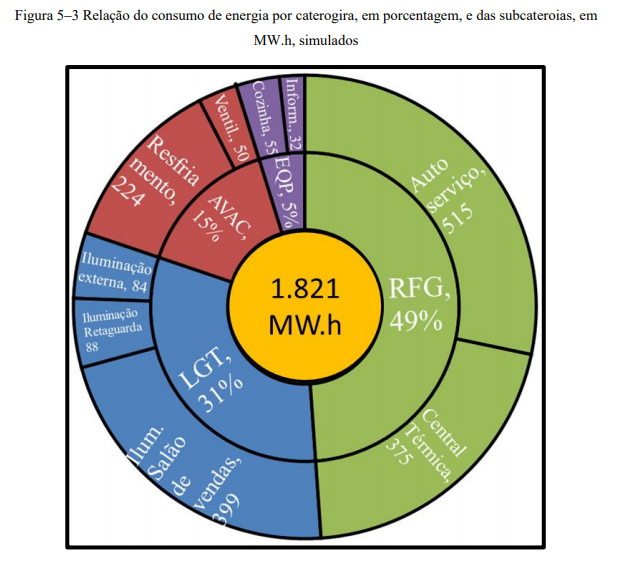 Figura 5–3 Relação do consumo de energia por caterogira, em porcentagem, e das subcateroias, em
MW.h, simulados
Cozinha, 55
Inform., 32
Ventil., 50
Resfria
mento,
224
AVAC,
15%
EQP, 5%
Auto
serviço,
515
RFG,
49%
1.821
MW.h
Iluminação
externa, 84
Iluminação
Retaguarda
88
LGT,
31%
Central
Térmica,
375
Ilum.
Salão
de
vendas,
399